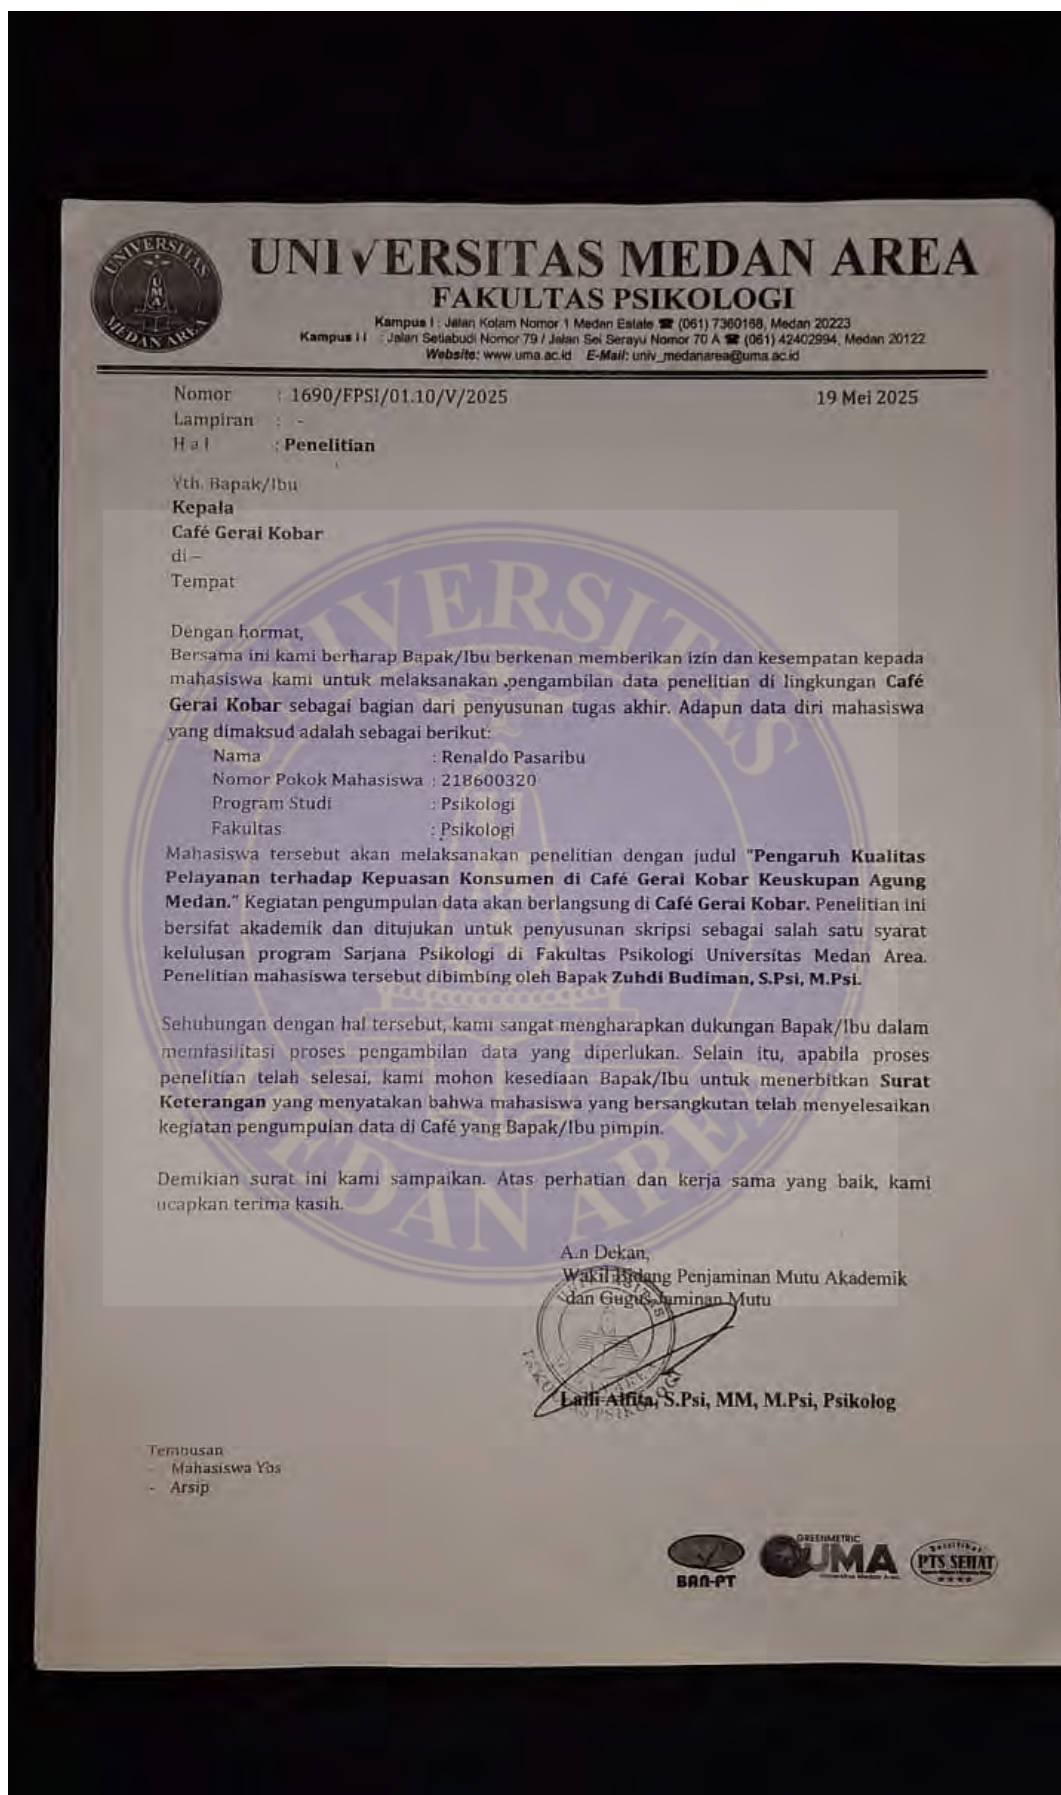 UNIVERSITAS MEDAN AREA
FAKULTAS PSIKOLOGI
Kampus I : Jalan Kolam Nomor 1 Medan Estate ☎ (061) 7360168, Medan 20223
Kampus II : Jalan Setiabudi Nomor 79 / Jalan Sei Serayu Nomor 70 A ☎ (061) 42402994, Medan 20122
Website: www.uma.ac.id E-Mail: univ_medanarea@uma.ac.id
UNIVERSITAS
UMA
MEDAN AREA
Nomor : 1690/FPSI/01.10/V/2025 19 Mei 2025
Lampiran : -
H a l : Penelitian
Yth. Bapak/Ibu
Kepala
Café Gerai Kobar
di –
Tempat
Dengan hormat,
Bersama ini kami berharap Bapak/Ibu berkenan memberikan izin dan kesempatan kepada
mahasiswa kami untuk melaksanakan pengambilan data penelitian di lingkungan Café
Gerai Kobar sebagai bagian dari penyusunan tugas akhir. Adapun data diri mahasiswa
yang dimaksud adalah sebagai berikut:
Nama : Renaldo Pasaribu
Nomor Pokok Mahasiswa : 218600320
Program Studi : Psikologi
Fakultas : Psikologi
Mahasiswa tersebut akan melaksanakan penelitian dengan judul "Pengaruh Kualitas
Pelayanan terhadap Kepuasan Konsumen di Café Gerai Kobar Keuskupan Agung
Medan." Kegiatan pengumpulan data akan berlangsung di Café Gerai Kobar. Penelitian ini
bersifat akademik dan ditujukan untuk penyusunan skripsi sebagai salah satu syarat
kelulusan program Sarjana Psikologi di Fakultas Psikologi Universitas Medan Area.
Penelitian mahasiswa tersebut dibimbing oleh Bapak Zuhdi Budiman, S.Psi, M.Psi.
Sehubungan dengan hal tersebut, kami sangat mengharapkan dukungan Bapak/Ibu dalam
memfasilitasi proses pengambilan data yang diperlukan. Selain itu, apabila proses
penelitian telah selesai, kami mohon kesediaan Bapak/Ibu untuk menerbitkan Surat
Keterangan yang menyatakan bahwa mahasiswa yang bersangkutan telah menyelesaikan
kegiatan pengumpulan data di Café yang Bapak/Ibu pimpin.
Demikian surat ini kami sampaikan. Atas perhatian dan kerja sama yang baik, kami
ucapkan terima kasih.
UNIVERSITAS
MEDAN AREA
A.n Dekan,
Wakil Bidang Penjaminan Mutu Akademik
dan Gugus Jaminan Mutu
Laili Alfita, S.Psi, MM, M.Psi, Psikolog
Tembusan
- Mahasiswa Ybs
- Arsip
BAN-PT
GREENMETRIC
UMA
PTS SEHAT